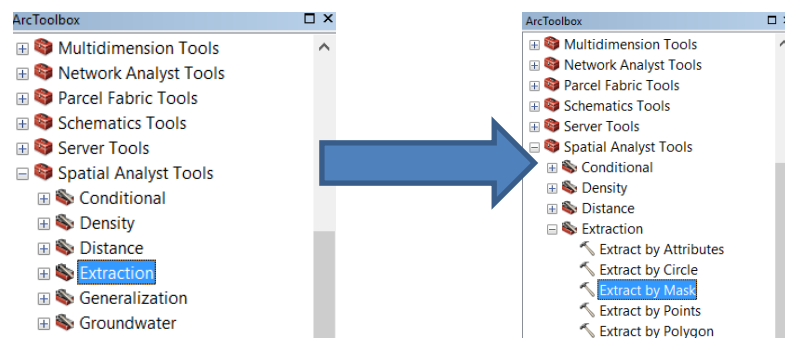 ArcToolbox
Multidimension Tools
Network Analyst Tools
Parcel Fabric Tools
Schematics Tools
Server Tools
Spatial Analyst Tools
Conditional
Density
Distance
Extraction
Generalization
Groundwater
ArcToolbox
Multidimension Tools
Network Analyst Tools
Parcel Fabric Tools
Schematics Tools
Server Tools
Spatial Analyst Tools
Conditional
Density
Distance
Extraction
Extract by Attributes
Extract by Circle
Extract by Mask
Extract by Points
Extract by Polygon